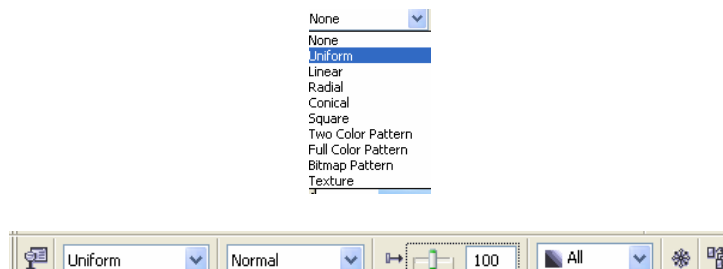 None
None
Uniform
Linear
Radial
Conical
Square
Two Color Pattern
Full Color Pattern
Bitmap Pattern
Texture
Uniform Normal 100 All